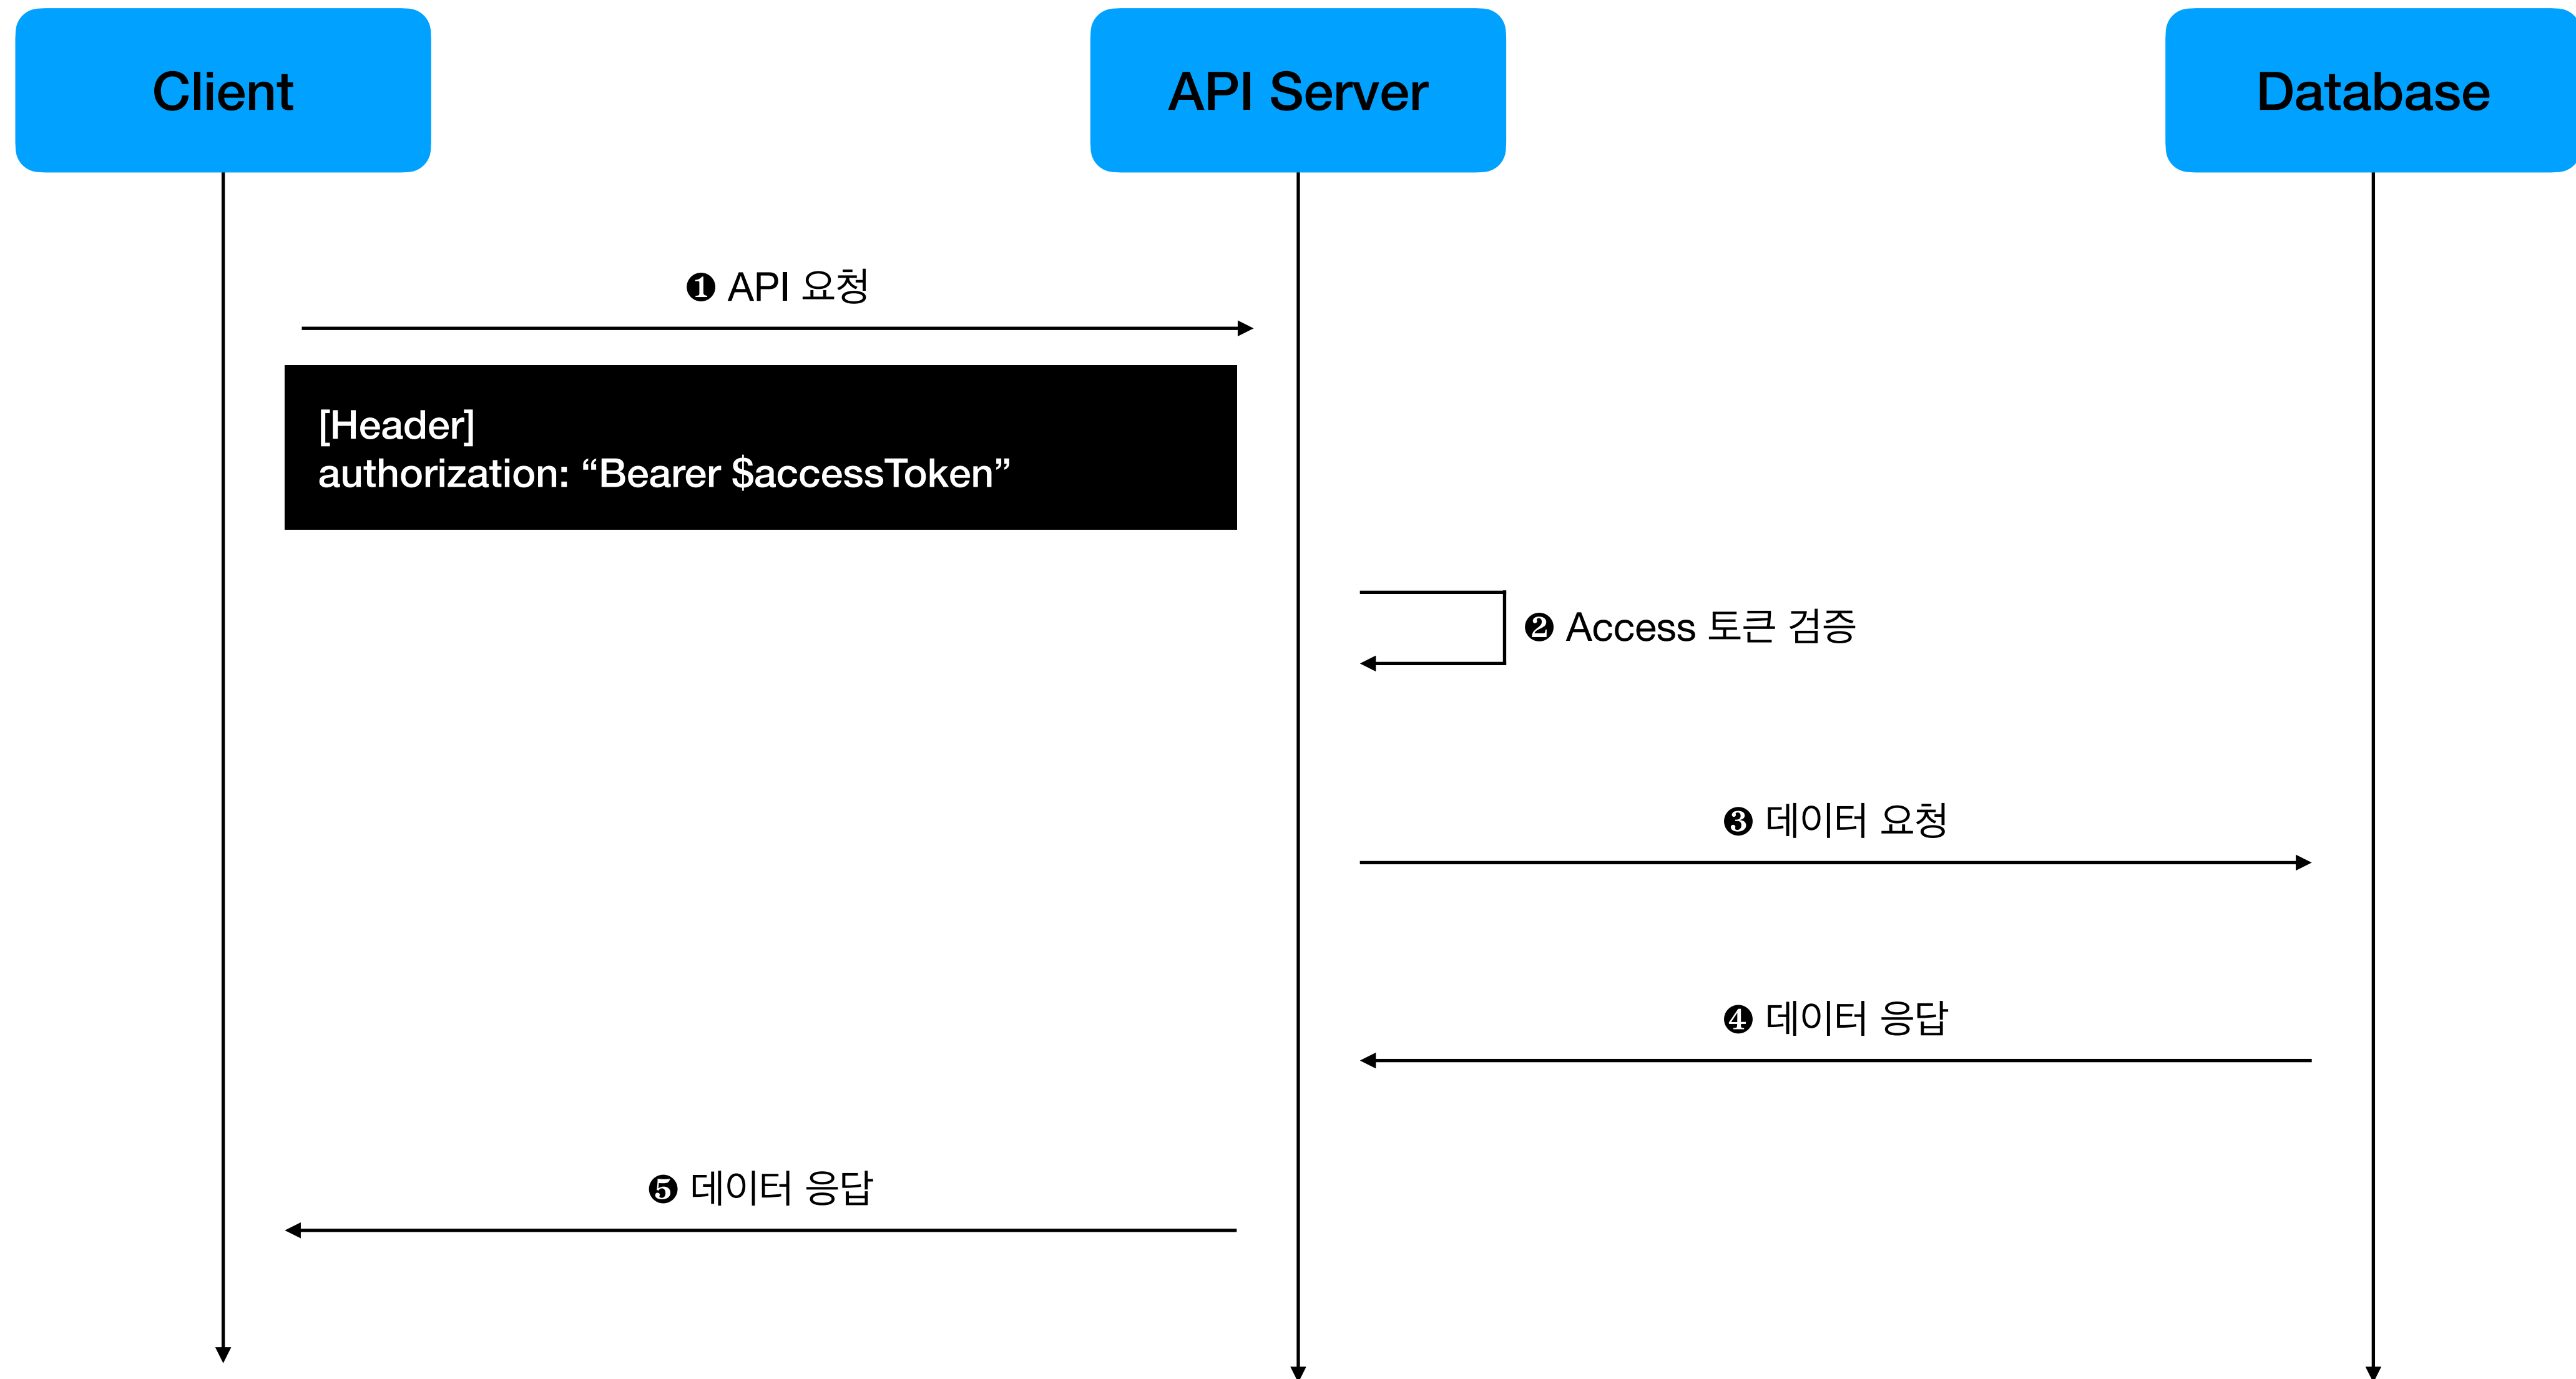 Client
API Server
Database
❶ API 요청
[Header]
authorization: “Bearer $accessToken”
❷ Access 토큰 검증
❸ 데이터 요청
❹ 데이터 응답
❺ 데이터 응답